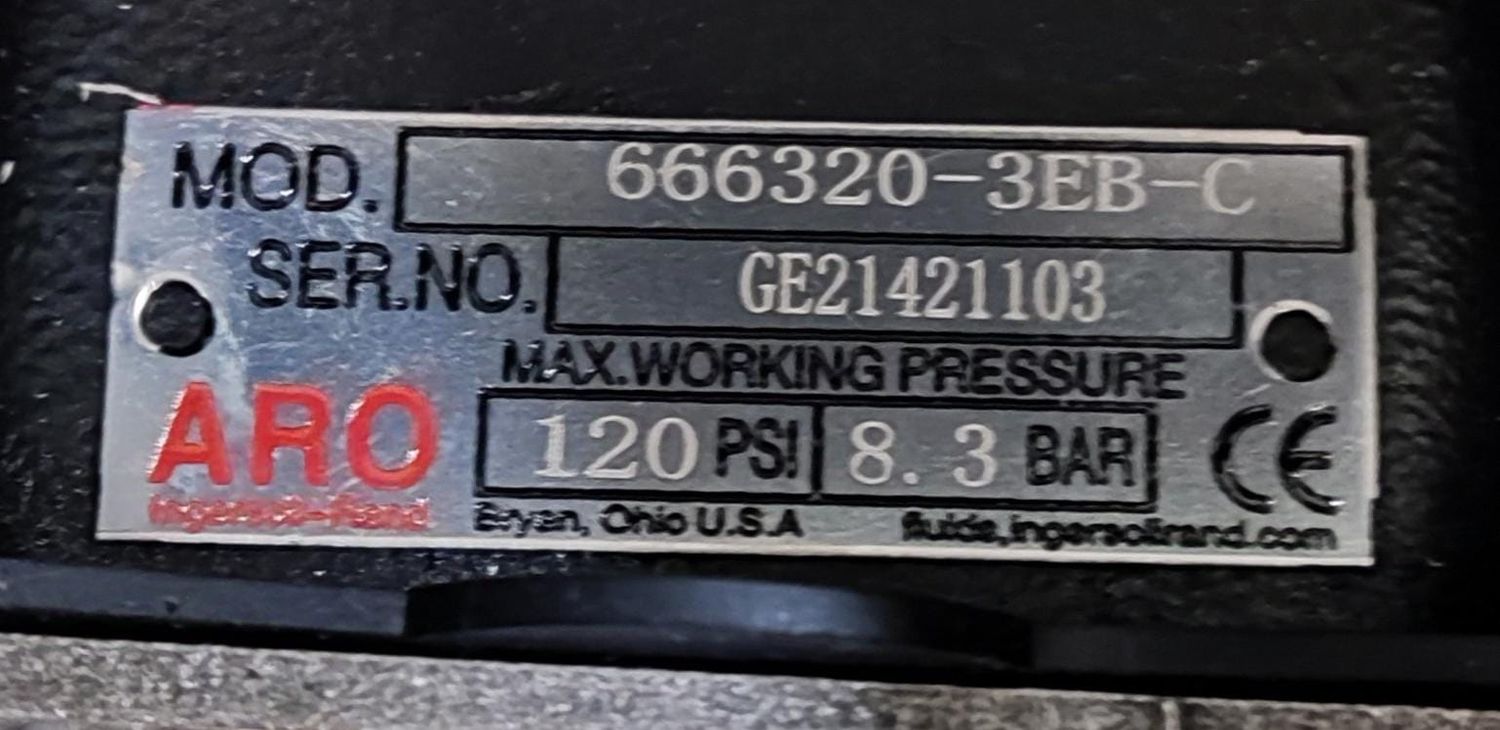 MOD. 666320-3EB-C
SER.NO. GE21421103
MAX.WORKING PRESSURE
120 PSI 8.3 BAR CE
ARO
Ingersoll-Rand
Bryan, Ohio U.S.A fluids.ingersollrand.com